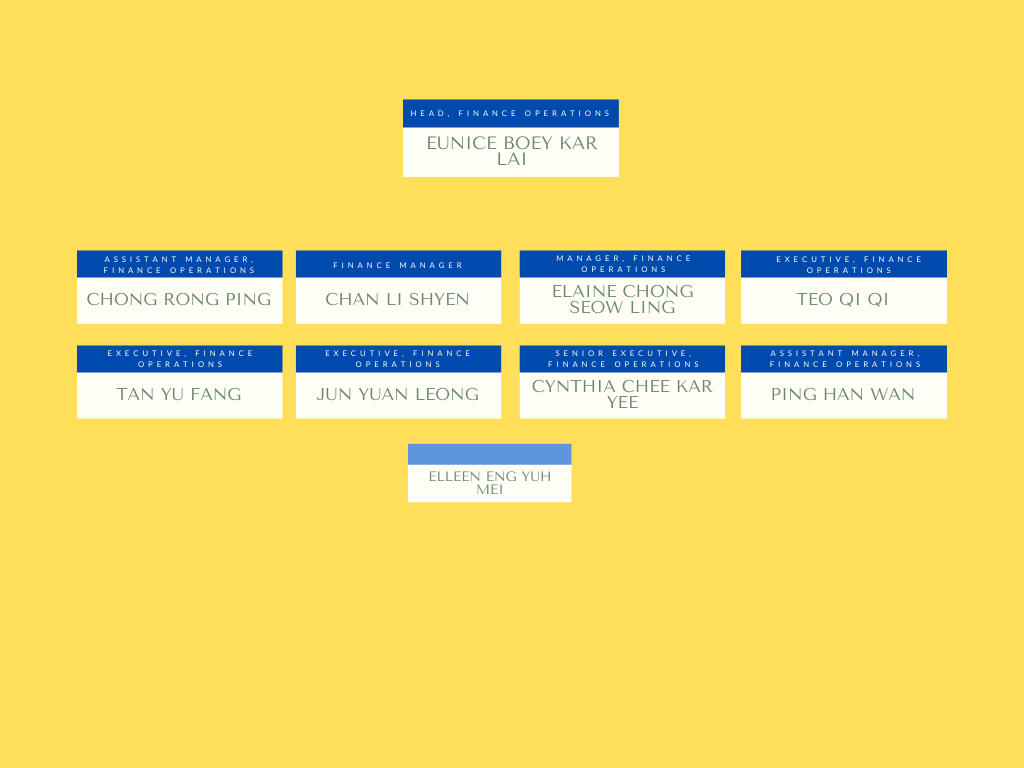 HEAD, FINANCE OPERATIONS
EUNICE BOEY KAR
LAI
ASSISTANT MANAGER,
FINANCE OPERATIONS
CHONG RONG PING
FINANCE MANAGER
CHAN LI SHYEN
MANAGER, FINANCE
OPERATIONS
ELAINE CHONG
SEOW LING
EXECUTIVE, FINANCE
OPERATIONS
TEO QI QI
EXECUTIVE, FINANCE
OPERATIONS
TAN YU FANG
EXECUTIVE, FINANCE
OPERATIONS
JUN YUAN LEONG
SENIOR EXECUTIVE,
FINANCE OPERATIONS
CYNTHIA CHEE KAR
YEE
ASSISTANT MANAGER,
FINANCE OPERATIONS
PING HAN WAN
ELLEEN ENG YUH
MEI